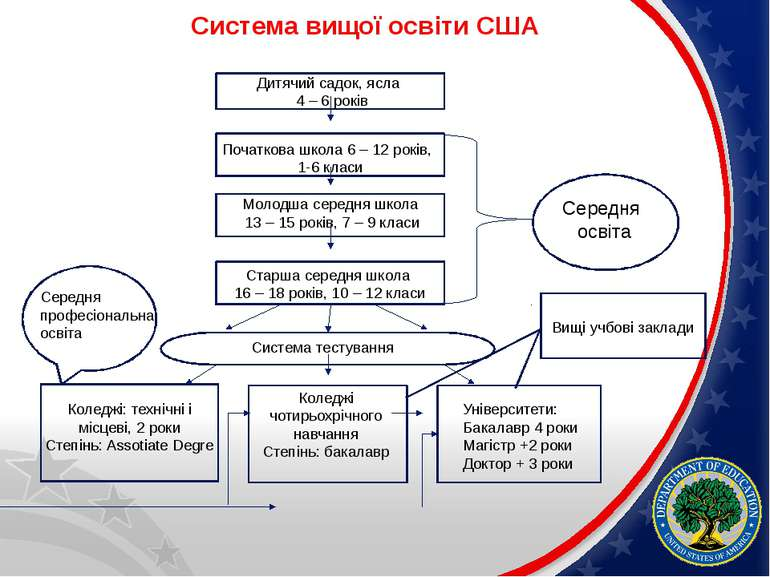 Система вищої освіти США
Дитячий садок, ясла
4 – 6 років
Початкова школа 6 – 12 років,
1-6 класи
Молодша середня школа
13 – 15 років, 7 – 9 класи
Середня
освіта
Старша середня школа
16 – 18 років, 10 – 12 класи
Середня
професіональна
освіта
Вищі учбові заклади
Система тестування
Коледжі: технічні і
місцеві, 2 роки
Степінь: Assotiate Degre
Коледжі
чотирьохрічного
навчання
Степінь: бакалавр
Університети:
Бакалавр 4 роки
Магістр +2 роки
Доктор + 3 роки
DEPARTMENT OF EDUCATION
UNITED STATES OF AMERICA